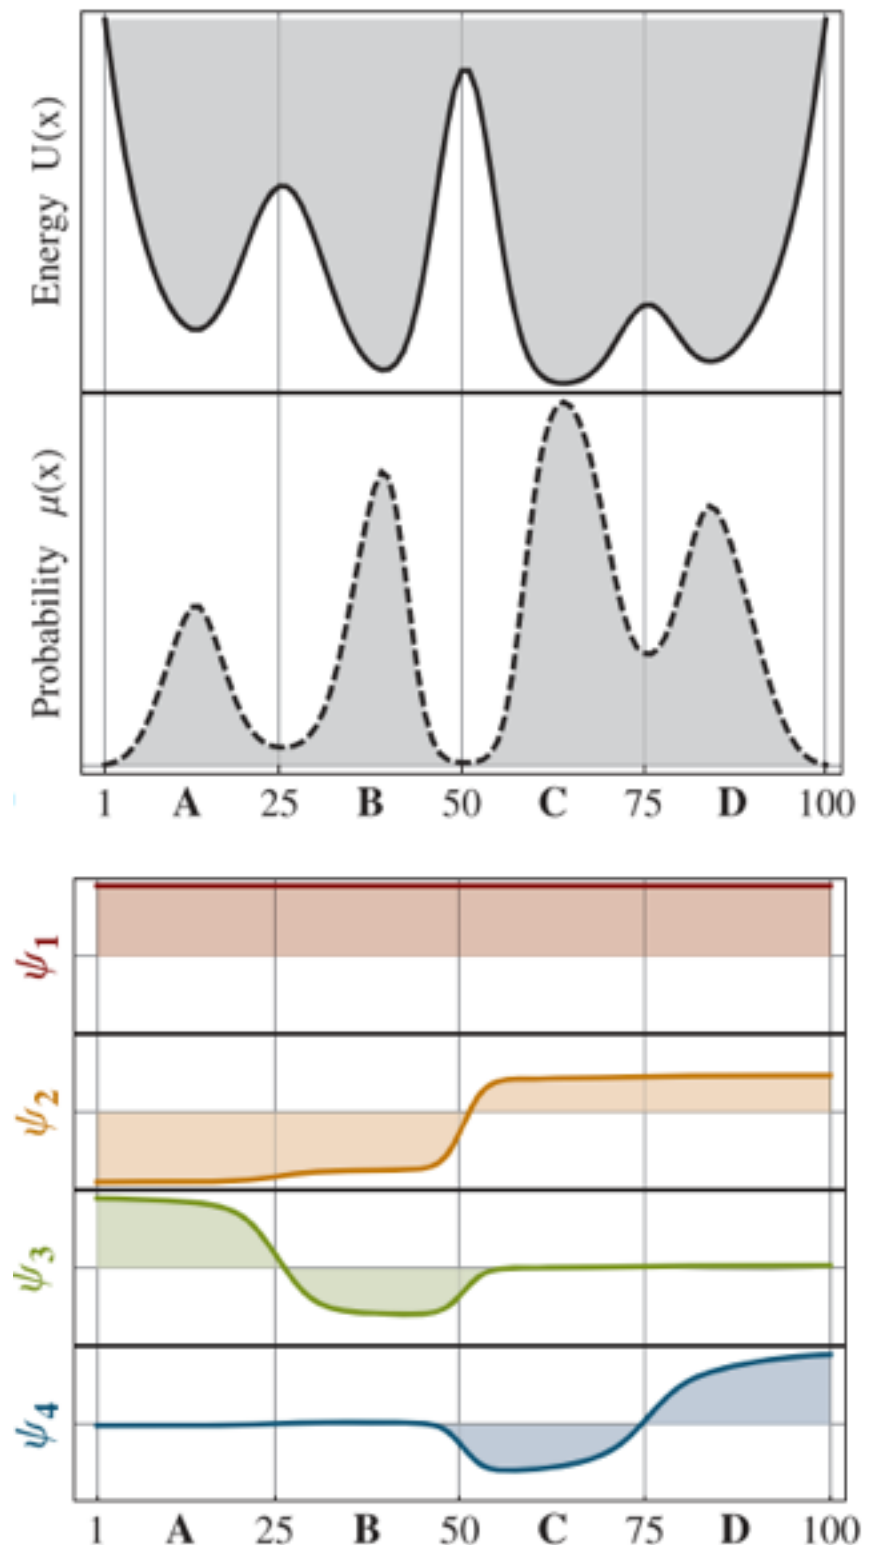 Energy U(x)
Probability μ(x)
1 A 25 B 50 C 75 D 100
ψ1
ψ2
ψ3
ψ4
1 A 25 B 50 C 75 D 100